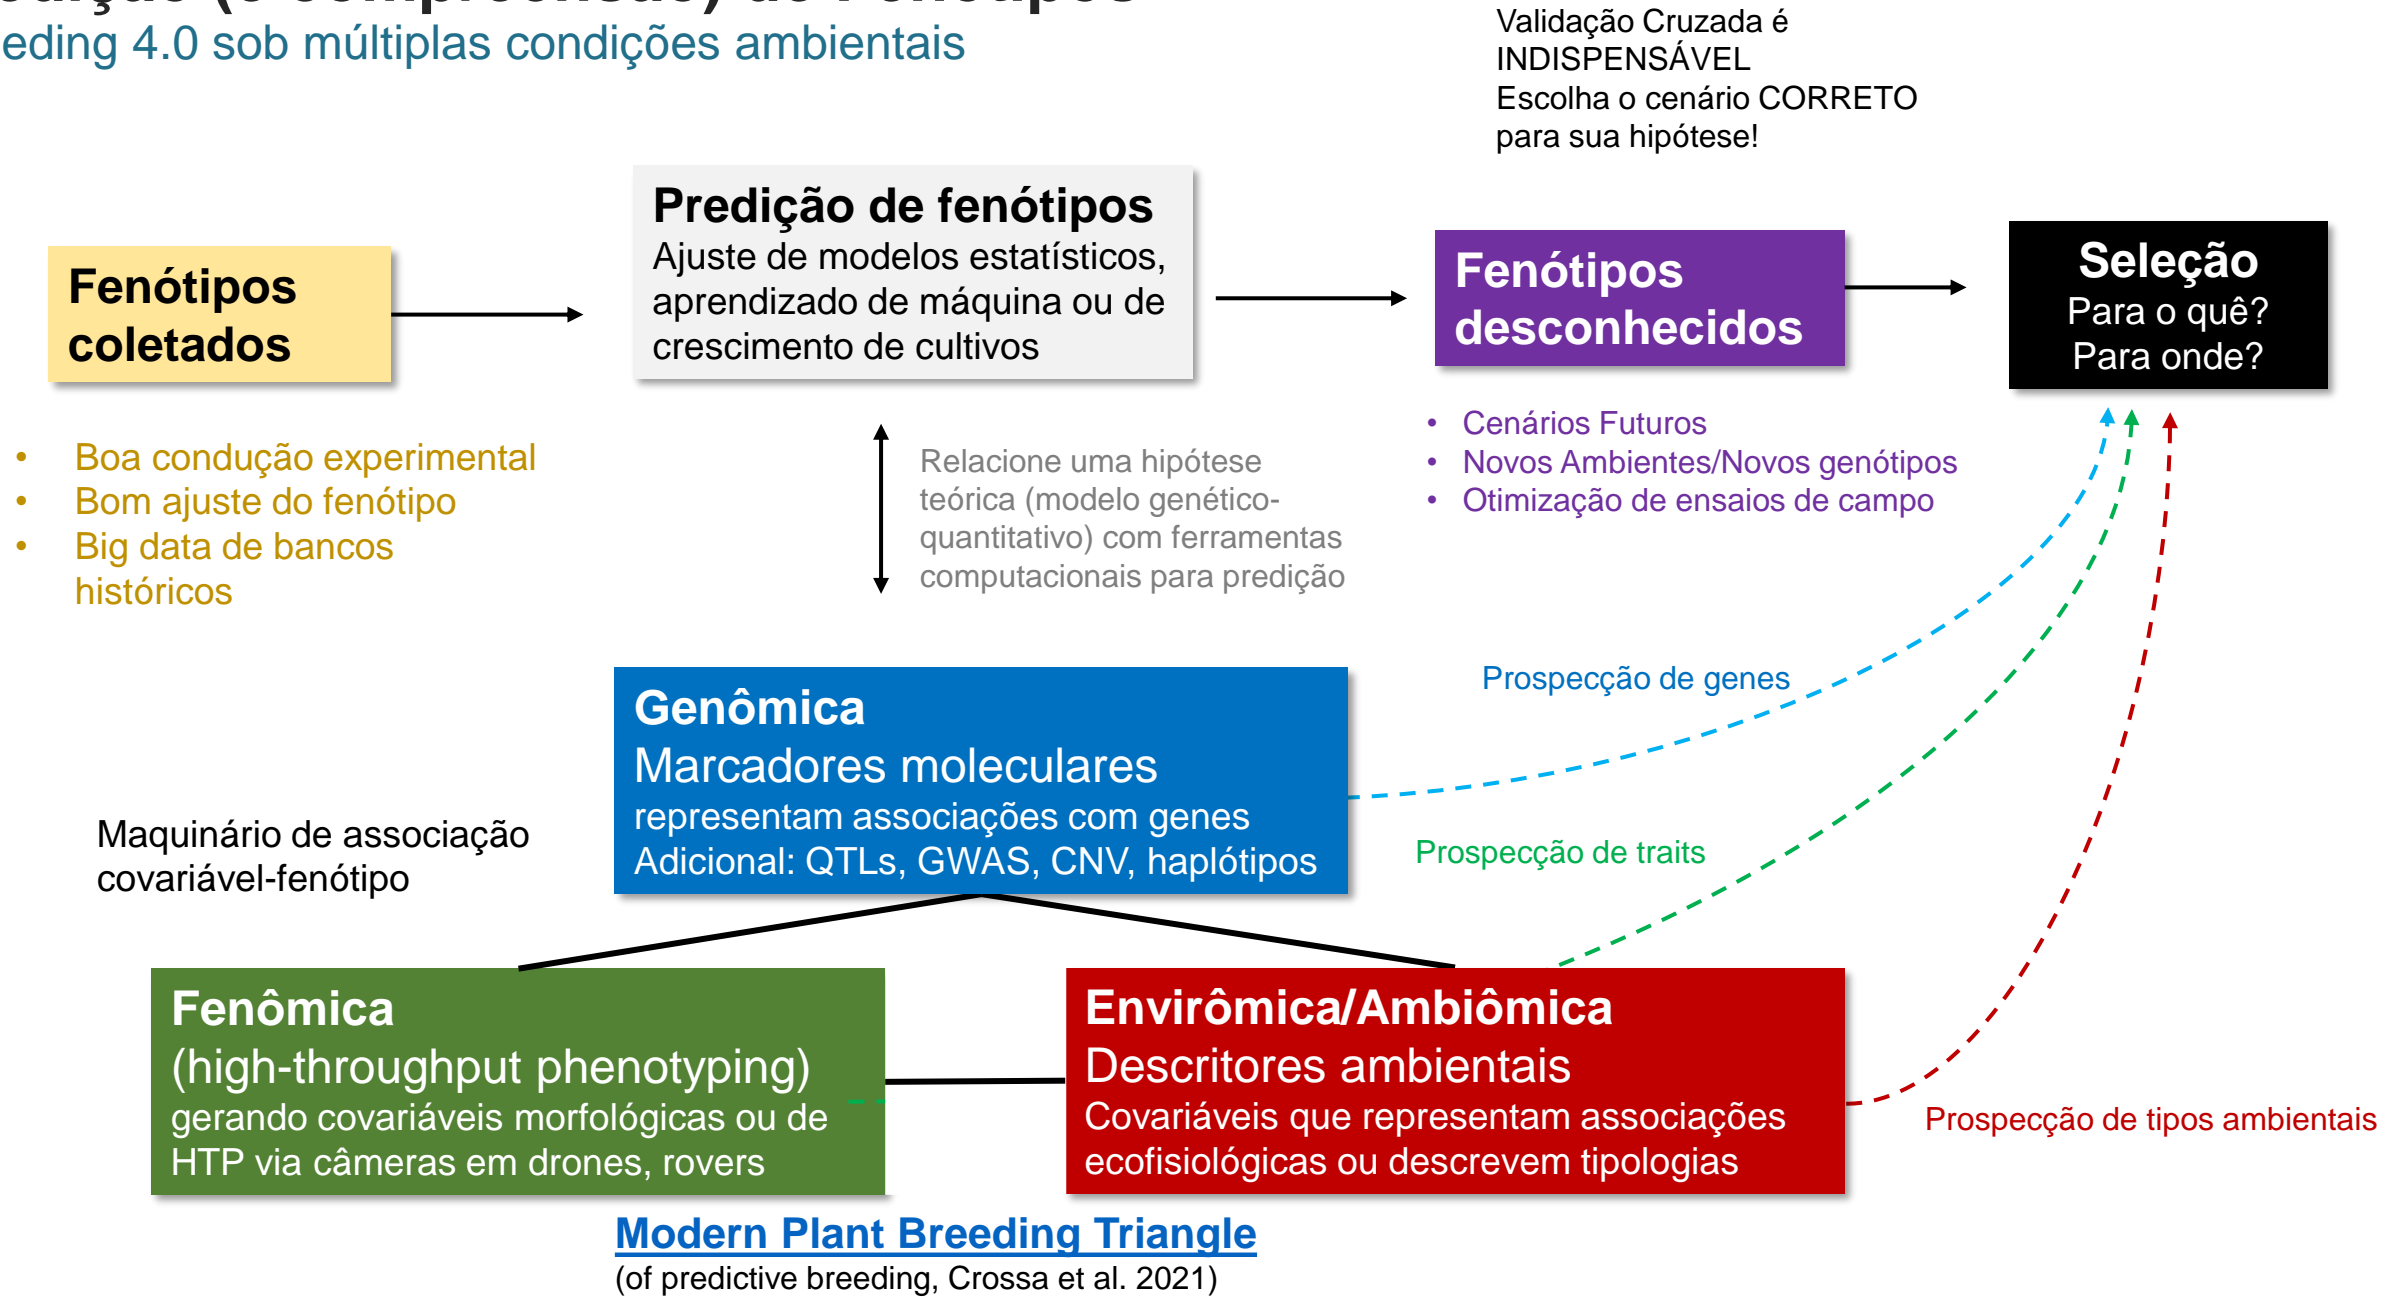 eding 4.0 sob múltiplas condições ambientais
Validação Cruzada é
INDISPENSÁVEL
Escolha o cenário CORRETO
para sua hipótese!
Fenótipos
coletados
Predição de fenótipos
Ajuste de modelos estatísticos,
aprendizado de máquina ou de
crescimento de cultivos
Fenótipos
desconhecidos
Seleção
Para o quê?
Para onde?
• Boa condução experimental
• Bom ajuste do fenótipo
• Big data de bancos
históricos
Relacione uma hipótese
teórica (modelo genético-
quantitativo) com ferramentas
computacionais para predição
• Cenários Futuros
• Novos Ambientes/Novos genótipos
• Otimização de ensaios de campo
Prospecção de genes
Genômica
Marcadores moleculares
representam associações com genes
Adicional: QTLs, GWAS, CNV, haplótipos
Maquinário de associação
covariável-fenótipo
Prospecção de traits
Fenômica
(high-throughput phenotyping)
gerando covariáveis morfológicas ou de
HTP via câmeras em drones, rovers
Envirômica/Ambiômica
Descritores ambientais
Covariáveis que representam associações
ecofisiológicas ou descrevem tipologias
Prospecção de tipos ambientais
Modern Plant Breeding Triangle
(of predictive breeding, Crossa et al. 2021)